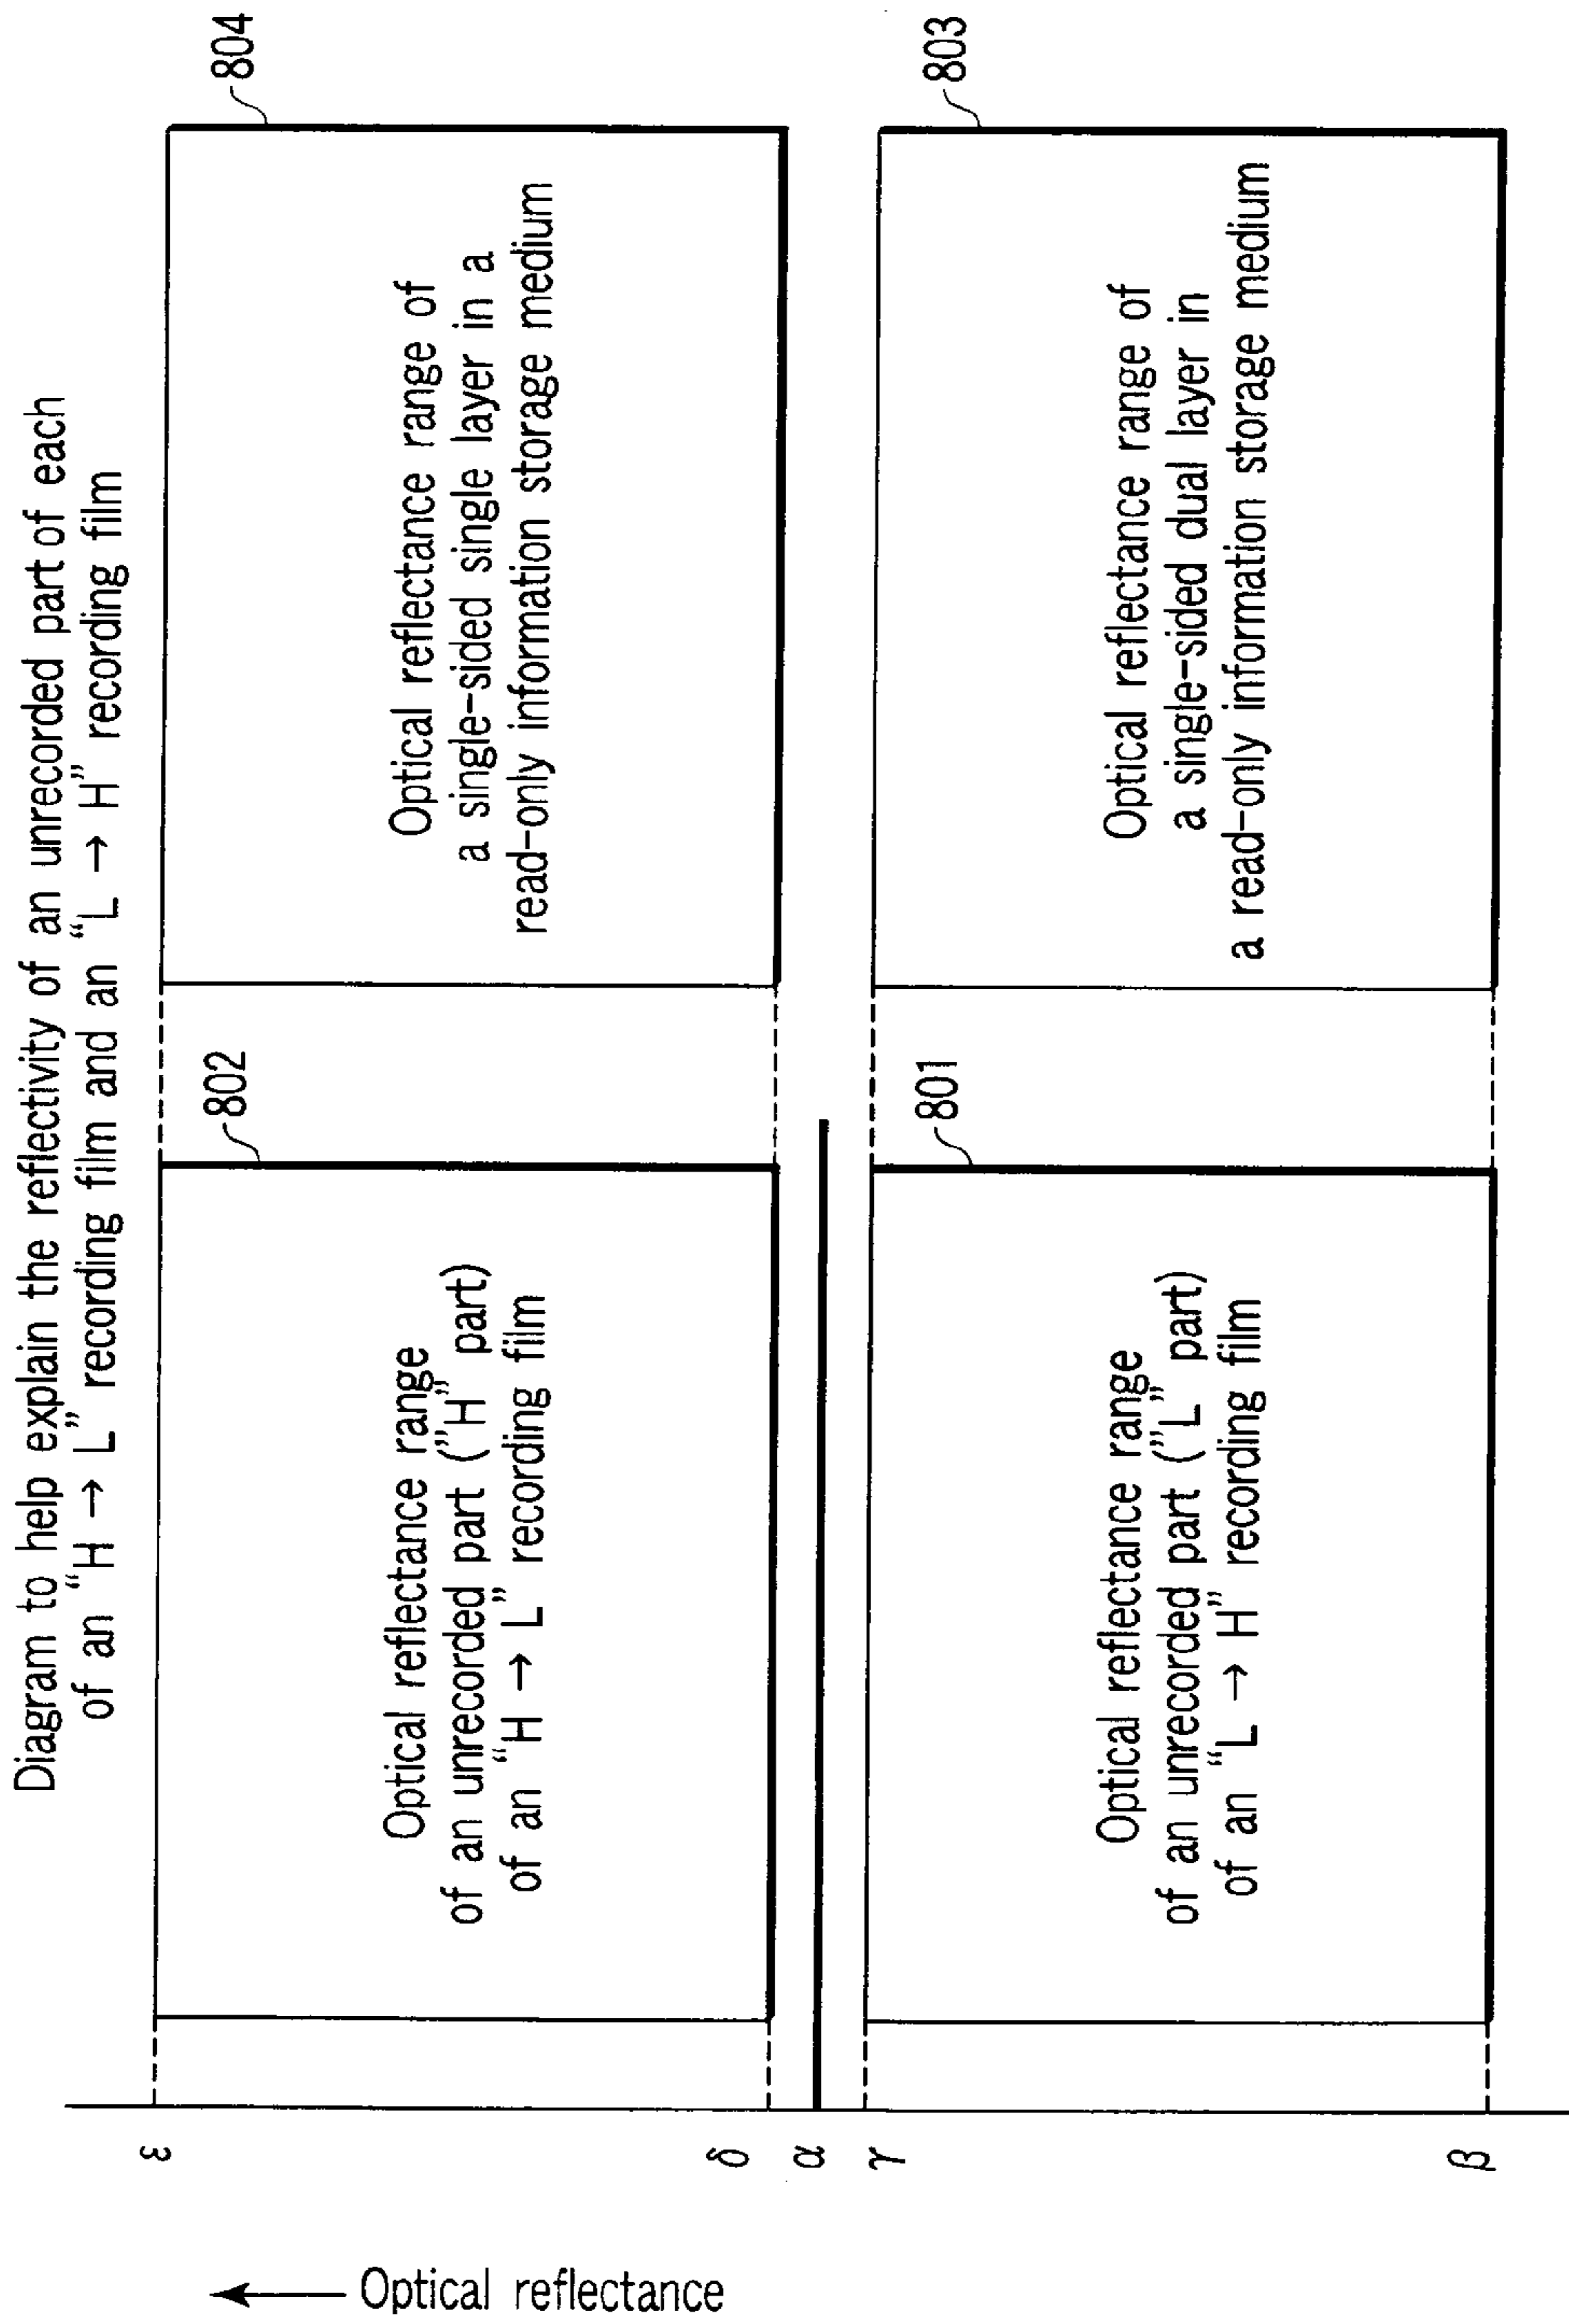 Diagram to help explain the reflectivity of an unrecorded part of each
of an “H → L” recording film and an “L → H” recording film
ε
δ
α
γ
β
Optical reflectance
802
Optical reflectance range
of an unrecorded part (”H” part)
of an “H → L” recording film
804
Optical reflectance range of
a single-sided single layer in a
read-only information storage medium
801
Optical reflectance range
of an unrecorded part (”L” part)
of an “L → H” recording film
803
Optical reflectance range of
a single-sided dual layer in
a read-only information storage medium